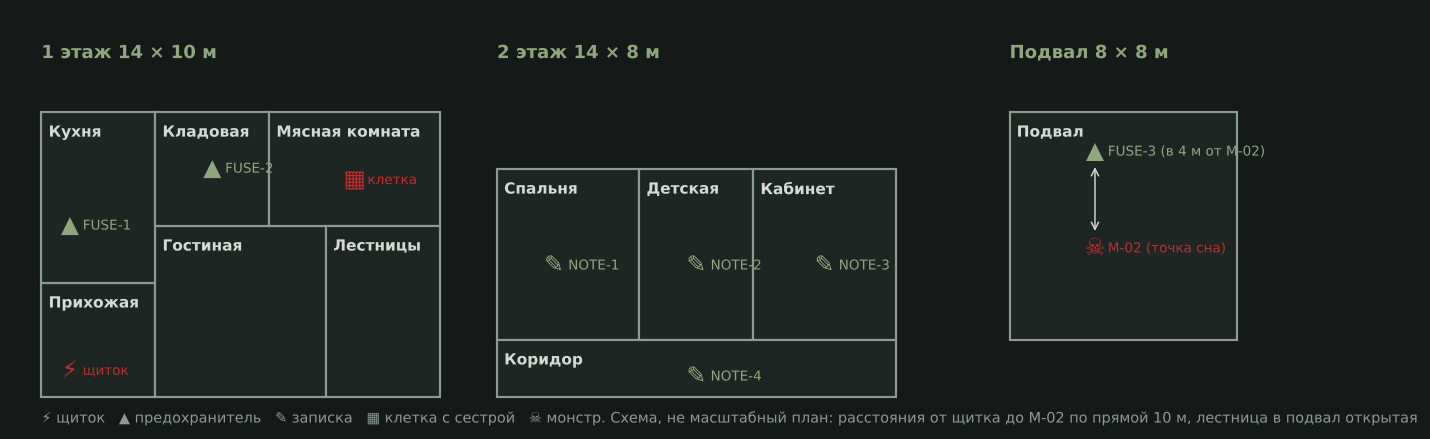 1 этаж 14 × 10 м
2 этаж 14 × 8 м
Подвал 8 × 8 м
Кухня
Кладовая
Мясная комната
Подвал
FUSE-3 (в 4 м от M-02)
FUSE-2
клетка
Спальня
Детская
Кабинет
FUSE-1
Гостиная
Лестницы
M-02 (точка сна)
NOTE-1
NOTE-2
NOTE-3
Прихожая
Коридор
щиток
NOTE-4
⚡ щиток ▲ предохранитель ✎ записка ▦ клетка с сестрой ☠ монстр. Схема, не масштабный план: расстояния от щитка до M-02 по прямой 10 м, лестница в подвал открытая